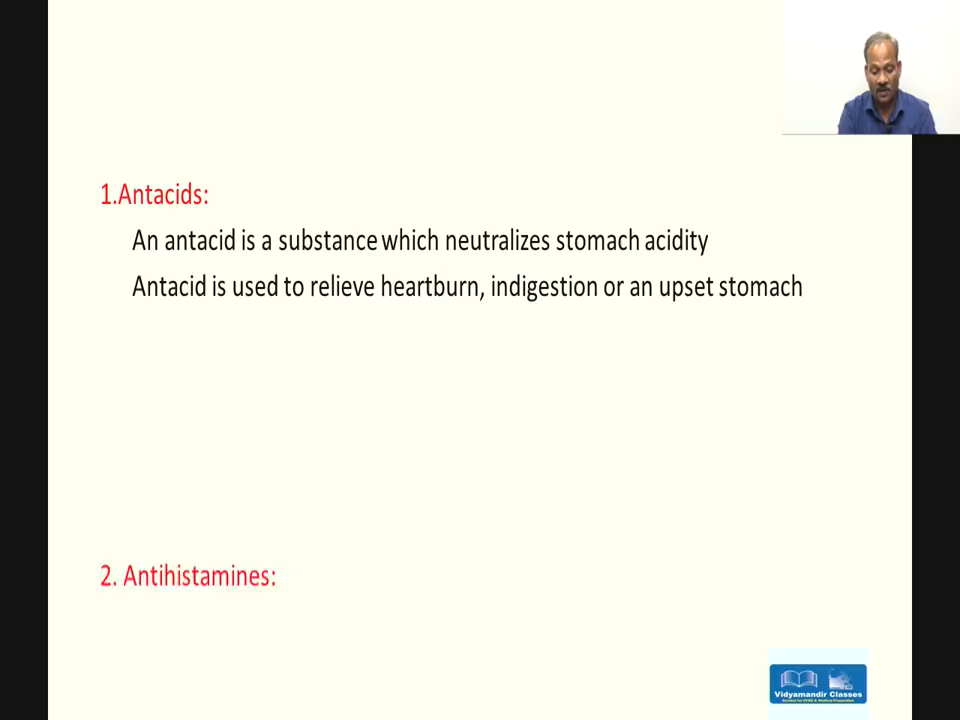 1.Antacids:
An antacid is a substance which neutralizes stomach acidity
Antacid is used to relieve heartburn, indigestion or an upset stomach
2. Antihistamines:
Vidyamandir Classes